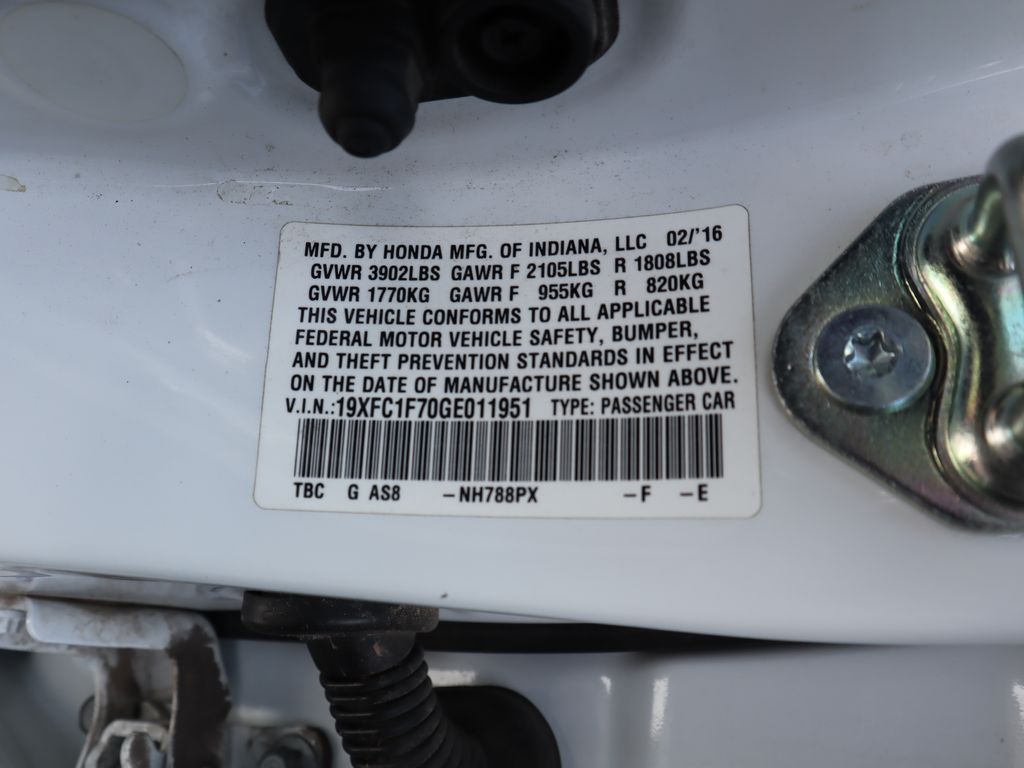 MFD. BY HONDA MFG. OF INDIANA, LLC 02/'16
GVWR 3902LBS GAWR F 2105LBS R 1808LBS
GVWR 1770KG GAWR F 955KG R 820KG
THIS VEHICLE CONFORMS TO ALL APPLICABLE
FEDERAL MOTOR VEHICLE SAFETY, BUMPER,
AND THEFT PREVENTION STANDARDS IN EFFECT
ON THE DATE OF MANUFACTURE SHOWN ABOVE.
V.I.N.:19XFC1F70GE011951 TYPE: PASSENGER CAR
TBC G AS8 -NH788PX -F -E